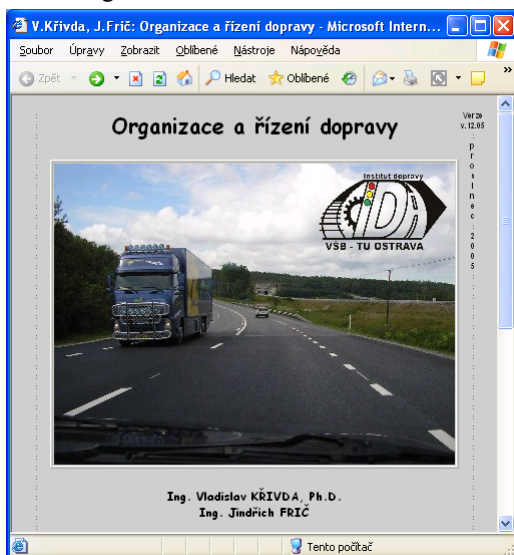 V.Křivda, J.Frič: Organizace a řízení dopravy - Microsoft Intern...
Soubor Úpravy Zobrazit Oblíbené Nástroje Nápověda
Zpět Hledat Oblíbené
Organizace a řízení dopravy
Verze
v.12.05
prosinec 2005
Institut dopravy
VŠB - TU OSTRAVA
Ing. Vladislav KŘIVDA, Ph.D.
Ing. Jindřich FRIČ
Tento počítač